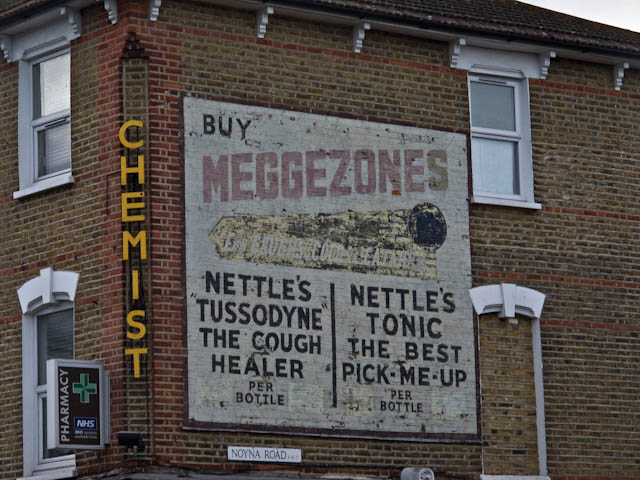 CHEMIST
BUY
MEGGEZONES
NETTLE'S
"TUSSODYNE"
THE COUGH
HEALER
PER
BOTTLE
NETTLE'S
TONIC
THE BEST
PICK-ME-UP
PER
BOTTLE
PHARMACY
NHS
NOYNA ROAD